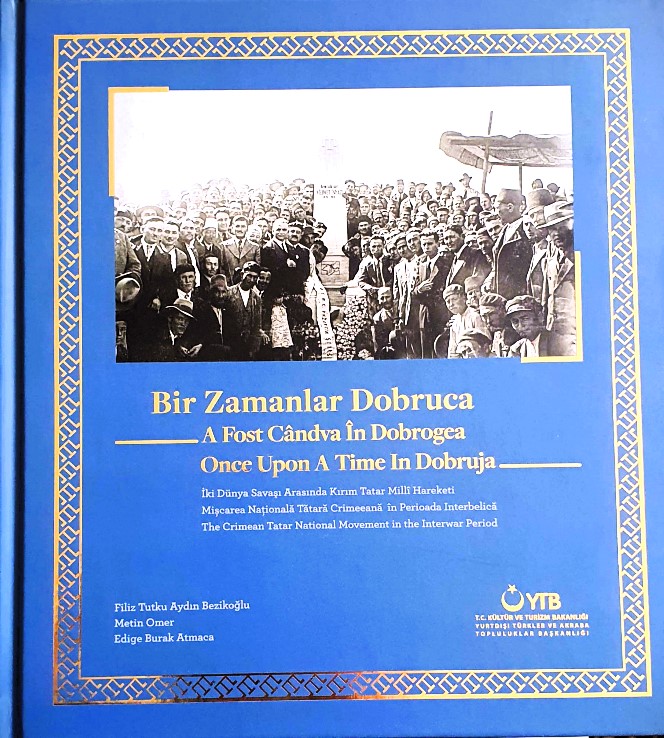 Bir Zamanlar Dobruca
A Fost Cândva În Dobrogea
Once Upon A Time In Dobruja
İki Dünya Savaşı Arasında Kırım Tatar Millî Hareketi
Mișcarea Națională Tătară Crimeeană în Perioada Interbelică
The Crimean Tatar National Movement in the Interwar Period
Filiz Tutku Aydın Bezikoğlu
Metin Omer
Edige Burak Atmaca
YTB
T.C. KÜLTÜR VE TURİZM BAKANLIĞI
YURTDIŞI TÜRKLER VE AKRABA
TOPLULUKLAR BAŞKANLIĞI